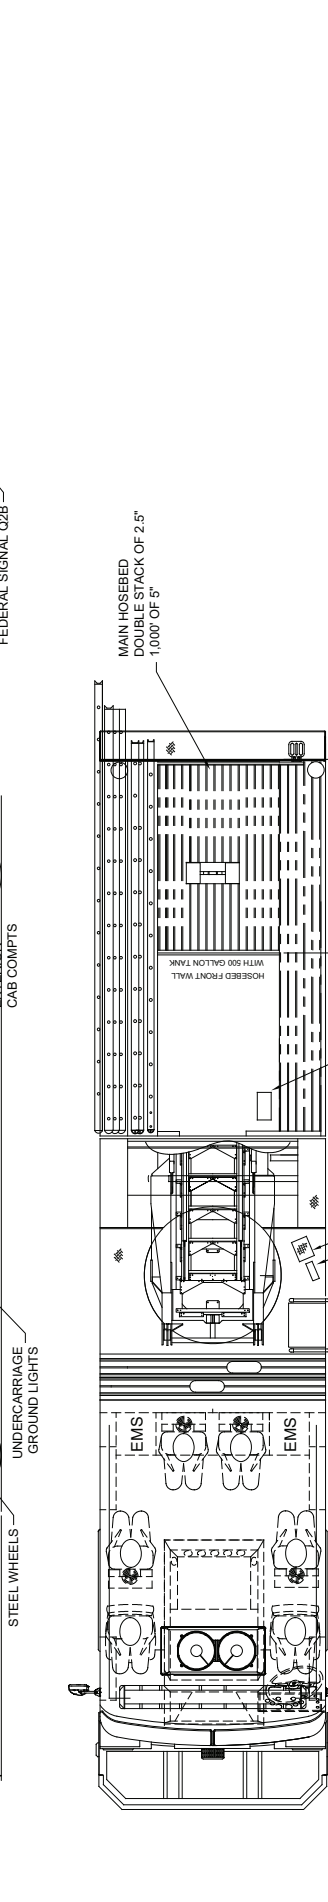 FEDERAL SIGNAL Q2B
MAIN HOSEBED
DOUBLE STACK OF 2.5"
1,000' OF 5"
CAB COMPTS
HOSEBED FRONT WALL
WITH 500 GALLON TANK
UNDERCARRIAGE
GROUND LIGHTS
EMS
EMS
STEEL WHEELS